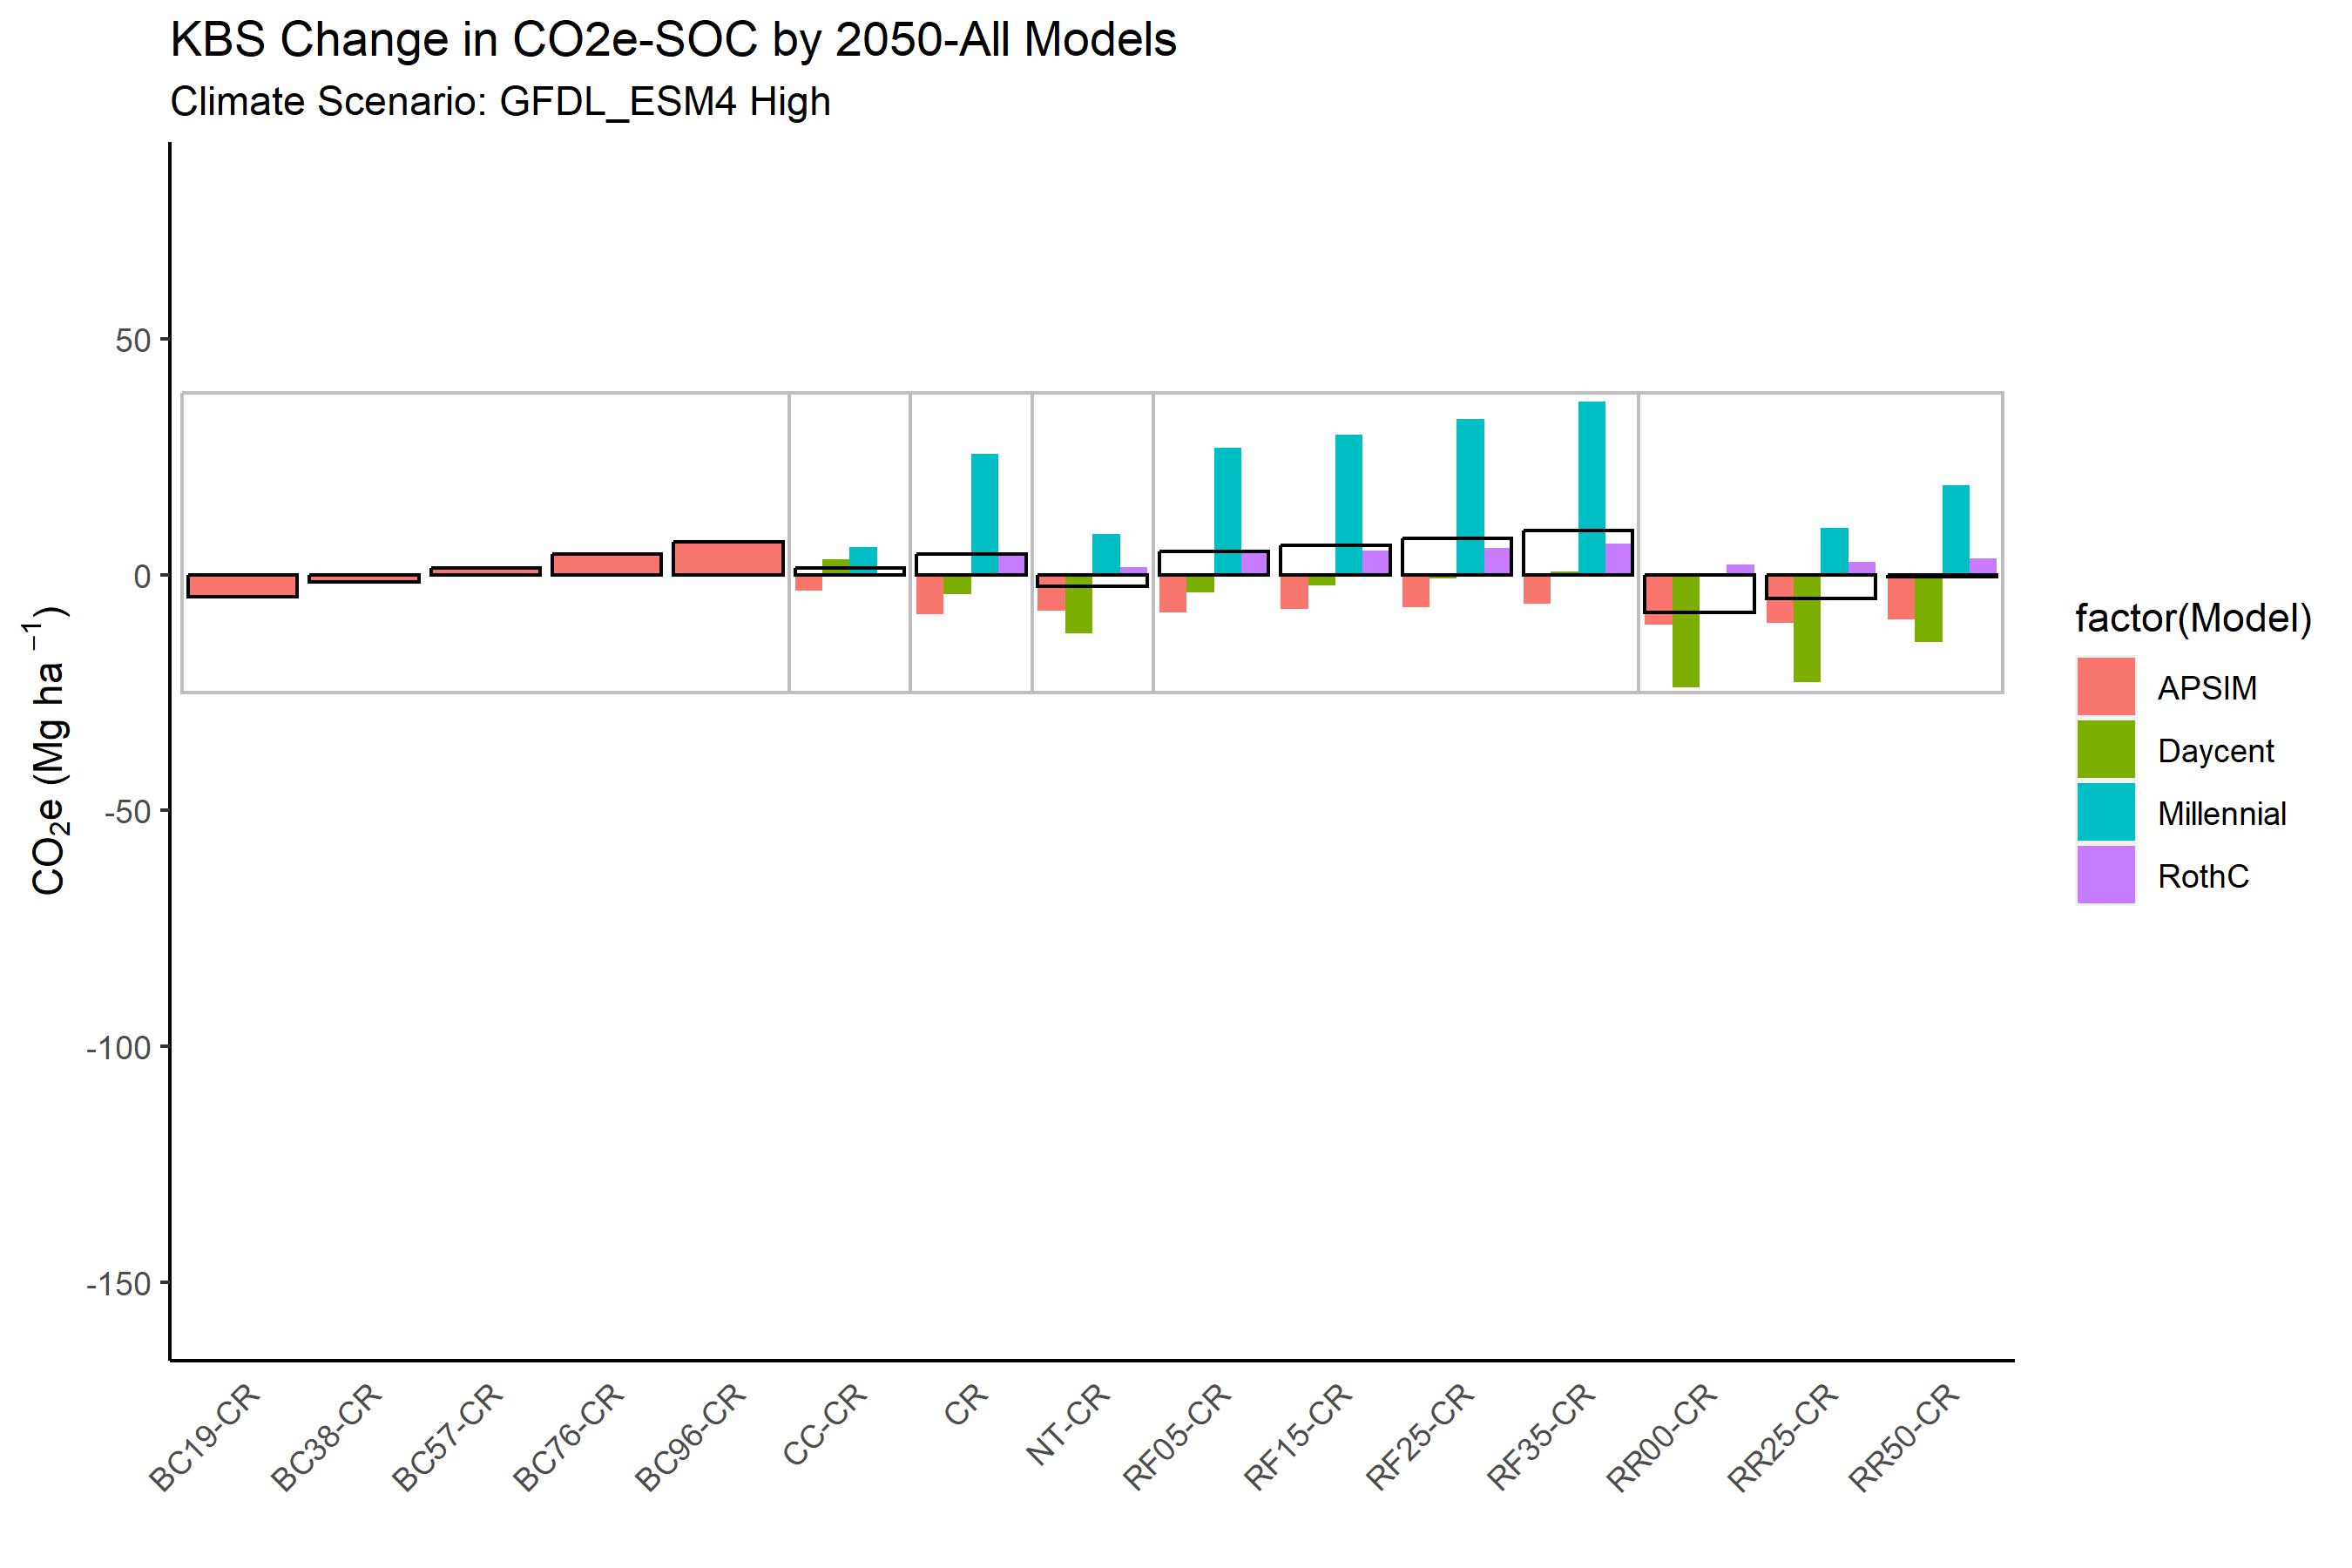 KBS Change in CO2e-SOC by 2050-All Models
Climate Scenario: GFDL_ESM4 High
CO₂e (Mg ha ⁻¹)
50
0
-50
-100
-150
BC19-CR
BC38-CR
BC57-CR
BC76-CR
BC96-CR
CC-CR
CR
NT-CR
RF05-CR
RF15-CR
RF25-CR
RF35-CR
RR00-CR
RR25-CR
RR50-CR
factor(Model)
APSIM
Daycent
Millennial
RothC